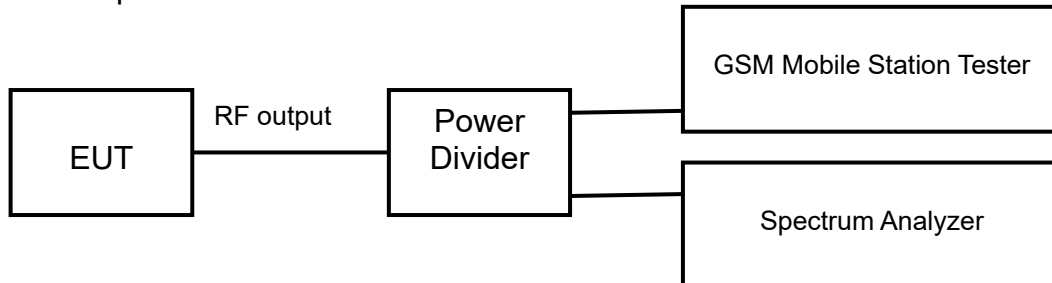 EUT
RF output
Power
Divider
GSM Mobile Station Tester
Spectrum Analyzer